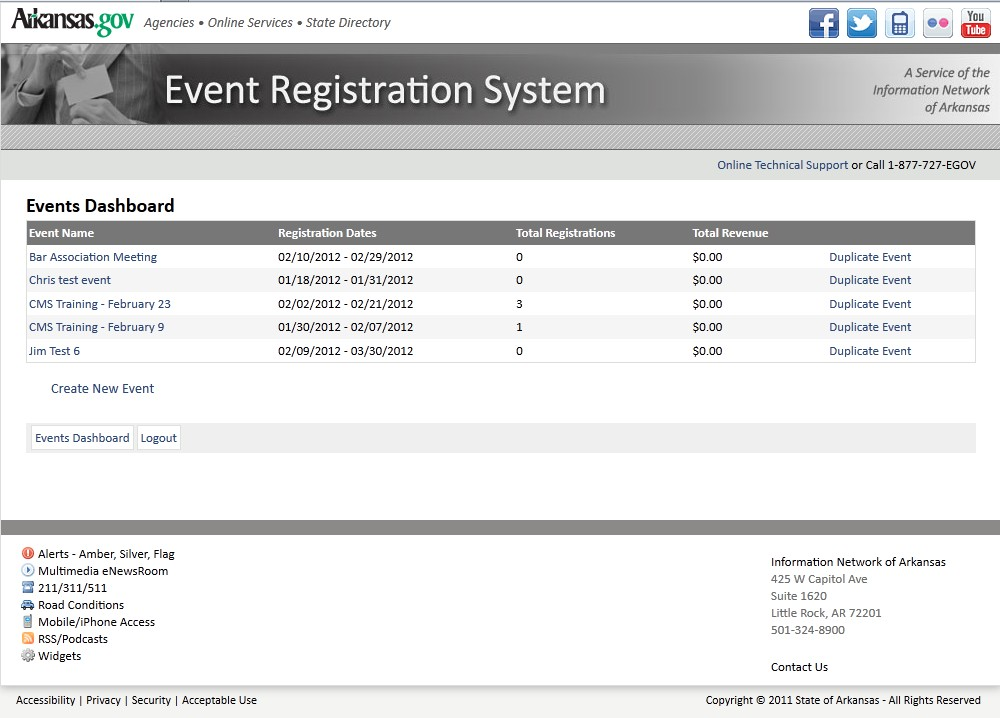 Arkansas.gov Agencies • Online Services • State Directory
You Tube
Event Registration System
A Service of the
Information Network
of Arkansas
Online Technical Support or Call 1-877-727-EGOV
Events Dashboard
Event Name Registration Dates Total Registrations Total Revenue
Bar Association Meeting 02/10/2012 - 02/29/2012 0 $0.00 Duplicate Event
Chris test event 01/18/2012 - 01/31/2012 0 $0.00 Duplicate Event
CMS Training - February 23 02/02/2012 - 02/21/2012 3 $0.00 Duplicate Event
CMS Training - February 9 01/30/2012 - 02/07/2012 1 $0.00 Duplicate Event
Jim Test 6 02/09/2012 - 03/30/2012 0 $0.00 Duplicate Event
Create New Event
Events Dashboard Logout
Alerts - Amber, Silver, Flag
Multimedia eNewsRoom
211/311/511
Road Conditions
Mobile/iPhone Access
RSS/Podcasts
Widgets
Information Network of Arkansas
425 W Capitol Ave
Suite 1620
Little Rock, AR 72201
501-324-8900
Contact Us
Accessibility | Privacy | Security | Acceptable Use
Copyright © 2011 State of Arkansas - All Rights Reserved